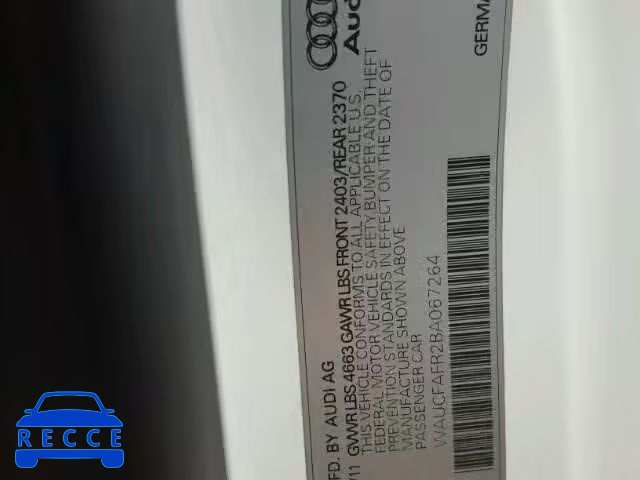 Audi
GERMA
FD. BY AUDI AG
/11 GVWR LBS 4663 GAWR LBS FRONT 2403/REAR 2370
THIS VEHICLE CONFORMS TO ALL APPLICABLE U.S.
FEDERAL MOTOR VEHICLE SAFETY, BUMPER AND THEFT
PREVENTION STANDARDS IN EFFECT ON THE DATE OF
MANUFACTURE SHOWN ABOVE
PASSENGER CAR
WAUCFAFR2BA067264
RECCE